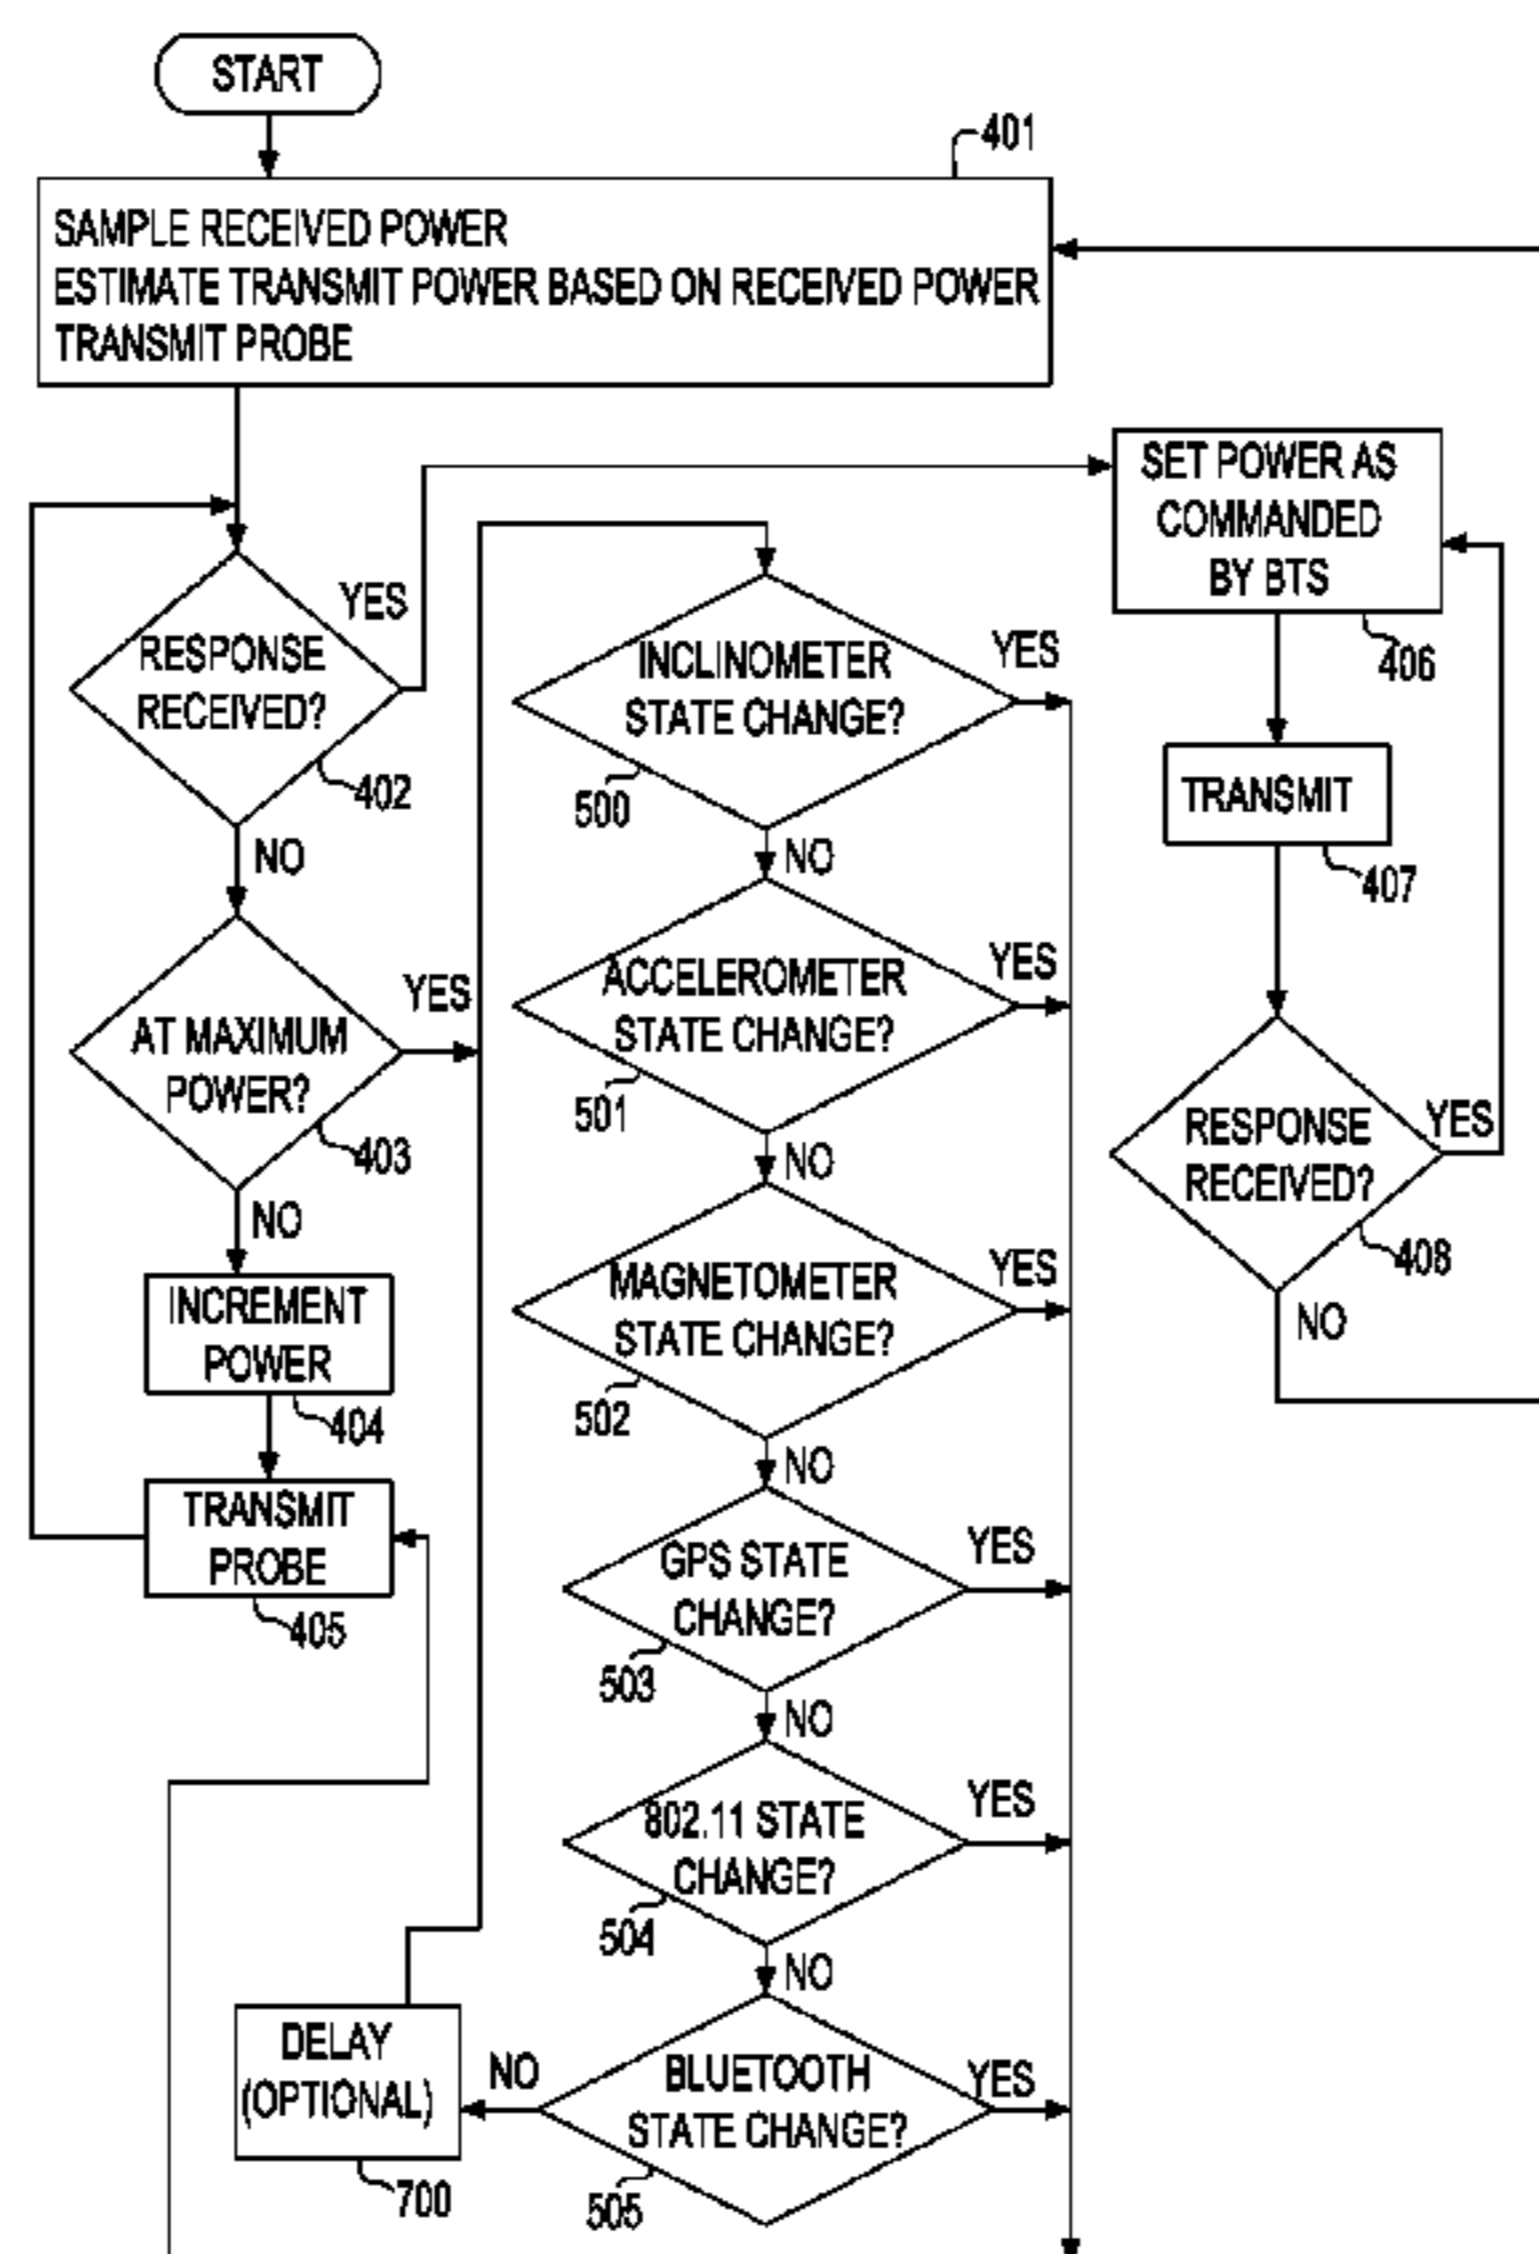 START
401
SAMPLE RECEIVED POWER
ESTIMATE TRANSMIT POWER BASED ON RECEIVED POWER
TRANSMIT PROBE
RESPONSE
RECEIVED?
YES
402
NO
AT MAXIMUM
POWER?
YES
403
NO
INCREMENT
POWER
404
TRANSMIT
PROBE
405
INCLINOMETER
STATE CHANGE?
YES
500
NO
ACCELEROMETER
STATE CHANGE?
YES
501
NO
MAGNETOMETER
STATE CHANGE?
YES
502
NO
GPS STATE
CHANGE?
YES
503
NO
802.11 STATE
CHANGE?
YES
504
NO
BLUETOOTH
STATE CHANGE?
YES
505
NO
DELAY
(OPTIONAL)
700
SET POWER AS
COMMANDED
BY BTS
406
TRANSMIT
407
RESPONSE
RECEIVED?
YES
408
NO